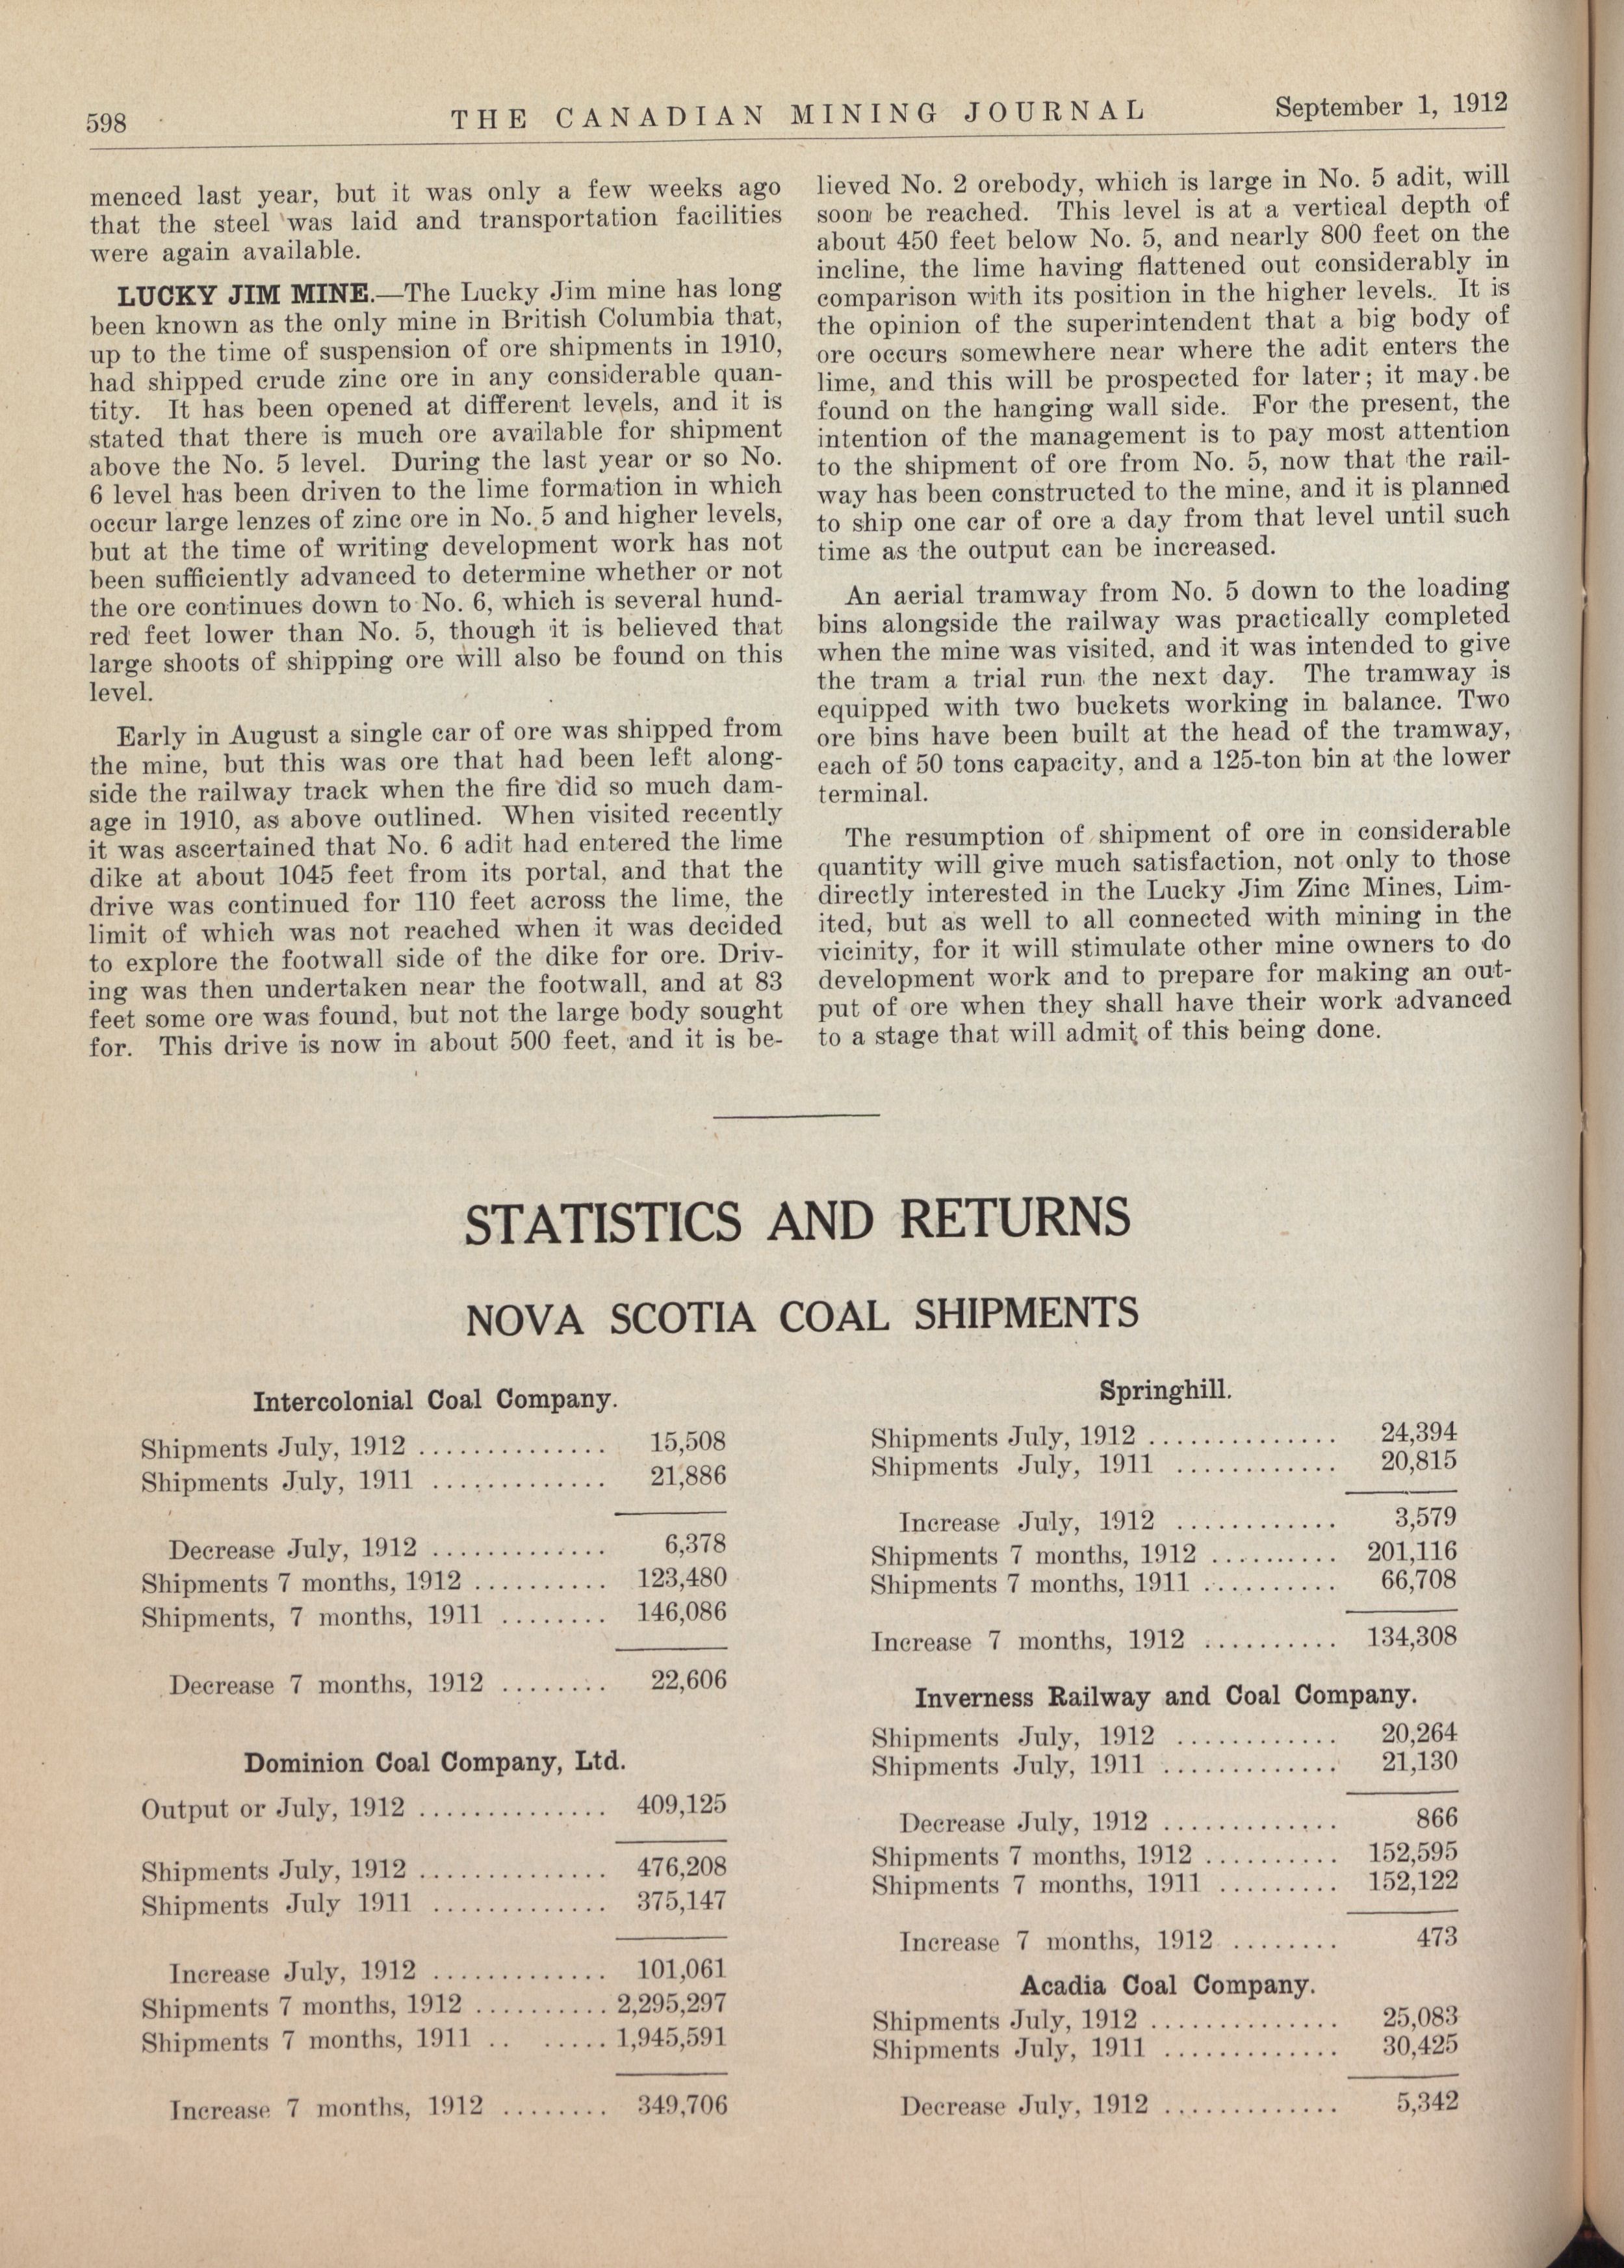 598
THE CANADIAN MINING JOURNAL
September 1, 1912
menced last year, but it was only a few weeks ago
that the steel was laid and transportation facilities
were again available.
LUCKY JIM MINE.—The Lucky Jim mine has long
been known as the only mine in British Columbia that,
up to the time of suspension of ore shipments in 1910,
had shipped crude zinc ore in any considerable quan-
tity. It has been opened at different levels, and it is
stated that there is much ore available for shipment
above the No. 5 level. During the last year or so No.
6 level has been driven to the lime formation in which
occur large lenzes of zinc ore in No. 5 and higher levels,
but at the time of writing development work has not
been sufficiently advanced to determine whether or not
the ore continues down to No. 6, which is several hund-
red feet lower than No. 5, though it is believed that
large shoots of shipping ore will also be found on this
level.
Early in August a single car of ore was shipped from
the mine, but this was ore that had been left along-
side the railway track when the fire did so much dam-
age in 1910, as above outlined. When visited recently
it was ascertained that No. 6 adit had entered the lime
dike at about 1045 feet from its portal, and that the
drive was continued for 110 feet across the lime, the
limit of which was not reached when it was decided
to explore the footwall side of the dike for ore. Driv-
ing was then undertaken near the footwall, and at 83
feet some ore was found, but not the large body sought
for. This drive is now in about 500 feet, and it is be-
lieved No. 2 orebody, which is large in No. 5 adit, will
soon be reached. This level is at a vertical depth of
about 450 feet below No. 5, and nearly 800 feet on the
incline, the lime having flattened out considerably in
comparison with its position in the higher levels. It is
the opinion of the superintendent that a big body of
ore occurs somewhere near where the adit enters the
lime, and this will be prospected for later; it may be
found on the hanging wall side. For the present, the
intention of the management is to pay most attention
to the shipment of ore from No. 5, now that the rail-
way has been constructed to the mine, and it is planned
to ship one car of ore a day from that level until such
time as the output can be increased.
An aerial tramway from No. 5 down to the loading
bins alongside the railway was practically completed
when the mine was visited, and it was intended to give
the tram a trial run the next day. The tramway is
equipped with two buckets working in balance. Two
ore bins have been built at the head of the tramway,
each of 50 tons capacity, and a 125-ton bin at the lower
terminal.
The resumption of shipment of ore in considerable
quantity will give much satisfaction, not only to those
directly interested in the Lucky Jim Zinc Mines, Lim-
ited, but as well to all connected with mining in the
vicinity, for it will stimulate other mine owners to do
development work and to prepare for making an out-
put of ore when they shall have their work advanced
to a stage that will admit of this being done.
STATISTICS AND RETURNS
NOVA SCOTIA COAL SHIPMENTS
Intercolonial Coal Company.
Shipments July, 1912 .............. 15,508
Shipments July, 1911 ............. 21,886
Decrease July, 1912 ............. 6,378
Shipments 7 months, 1912 .......... 123,480
Shipments, 7 months, 1911 ........ 146,086
Decrease 7 months, 1912 ........ 22,606
Dominion Coal Company, Ltd.
Output or July, 1912 .............. 409,125
Shipments July, 1912 .............. 476,208
Shipments July 1911 ............. 375,147
Increase July, 1912 ............. 101,061
Shipments 7 months, 1912 .......... 2,295,297
Shipments 7 months, 1911 .. ..... 1,945,591
Increase 7 months, 1912 ........ 349,706
Springhill.
Shipments July, 1912 .............. 24,394
Shipments July, 1911 ............ 20,815
Increase July, 1912 ............ 3,579
Shipments 7 months, 1912 .......... 201,116
Shipments 7 months, 1911 .......... 66,708
Increase 7 months, 1912 .......... 134,308
Inverness Railway and Coal Company.
Shipments July, 1912 ............ 20,264
Shipments July, 1911 ............. 21,130
Decrease July, 1912 ............. 866
Shipments 7 months, 1912 .......... 152,595
Shipments 7 months, 1911 ......... 152,122
Increase 7 months, 1912 ........ 473
Acadia Coal Company.
Shipments July, 1912 .............. 25,083
Shipments July, 1911 ............. 30,425
Decrease July, 1912 ............. 5,342